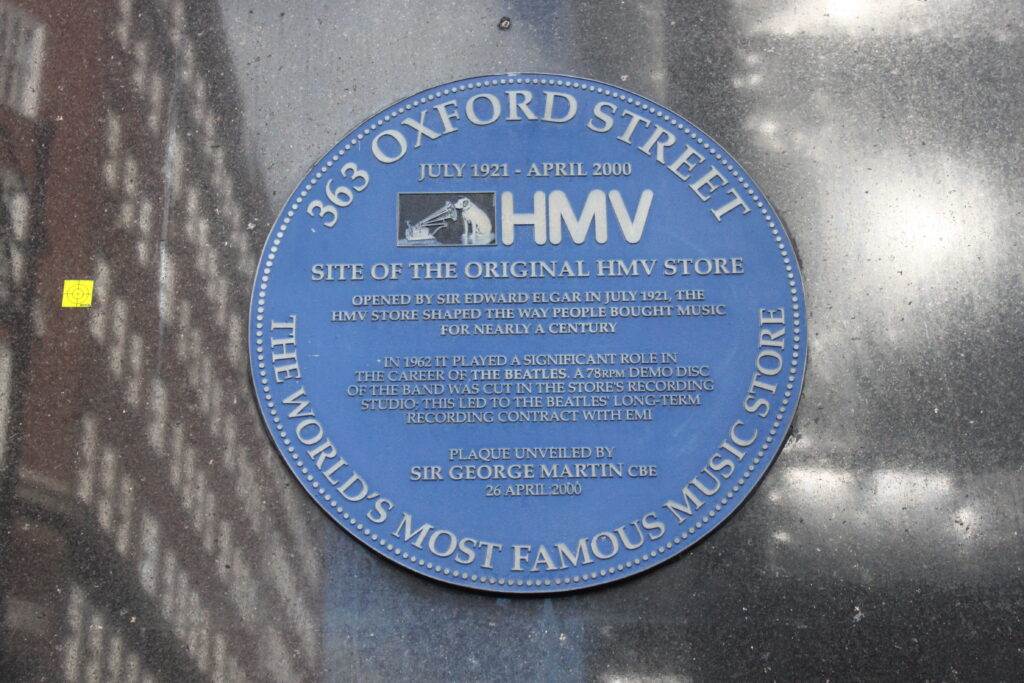 363 OXFORD STREET
JULY 1921 - APRIL 2000
HMV
SITE OF THE ORIGINAL HMV STORE
OPENED BY SIR EDWARD ELGAR IN JULY 1921, THE
HMV STORE SHAPED THE WAY PEOPLE BOUGHT MUSIC
FOR NEARLY A CENTURY
IN 1962 IT PLAYED A SIGNIFICANT ROLE IN
THE CAREER OF THE BEATLES. A 78RPM DEMO DISC
OF THE BAND WAS CUT IN THE STORE'S RECORDING
STUDIO; THIS LED TO THE BEATLES' LONG-TERM
RECORDING CONTRACT WITH EMI
PLAQUE UNVEILED BY
SIR GEORGE MARTIN CBE
26 APRIL 2000
THE WORLD'S MOST FAMOUS MUSIC STORE